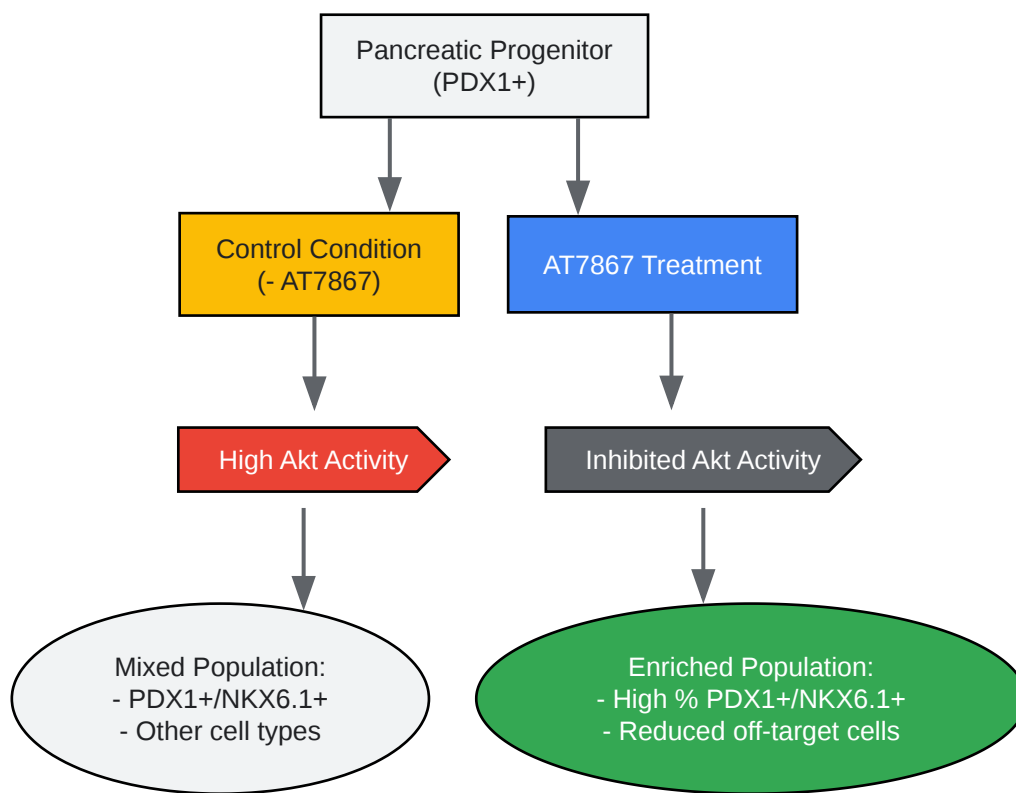 Pancreatic Progenitor
(PDX1+)
Control Condition
(- AT7867)
AT7867 Treatment
High Akt Activity
Inhibited Akt Activity
Mixed Population:
- PDX1+/NKX6.1+
- Other cell types
Enriched Population:
- High % PDX1+/NKX6.1+
- Reduced off-target cells